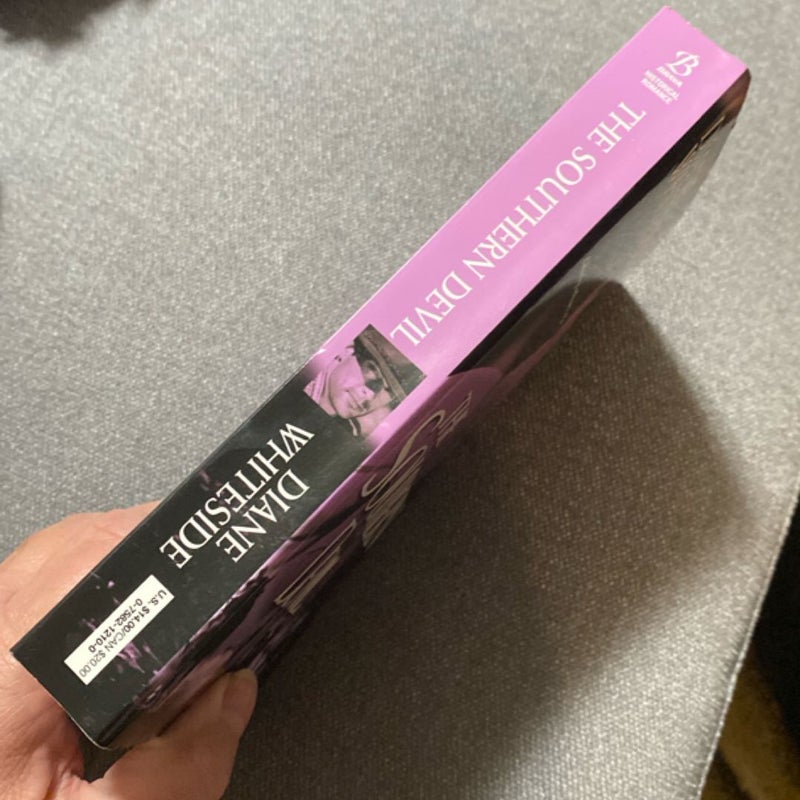 B
BRAVA
HISTORICAL
ROMANCE
THE SOUTHERN DEVIL
DIANE
WHITESIDE
U.S. $14.00/CAN $20.00
0-7582-1210-0